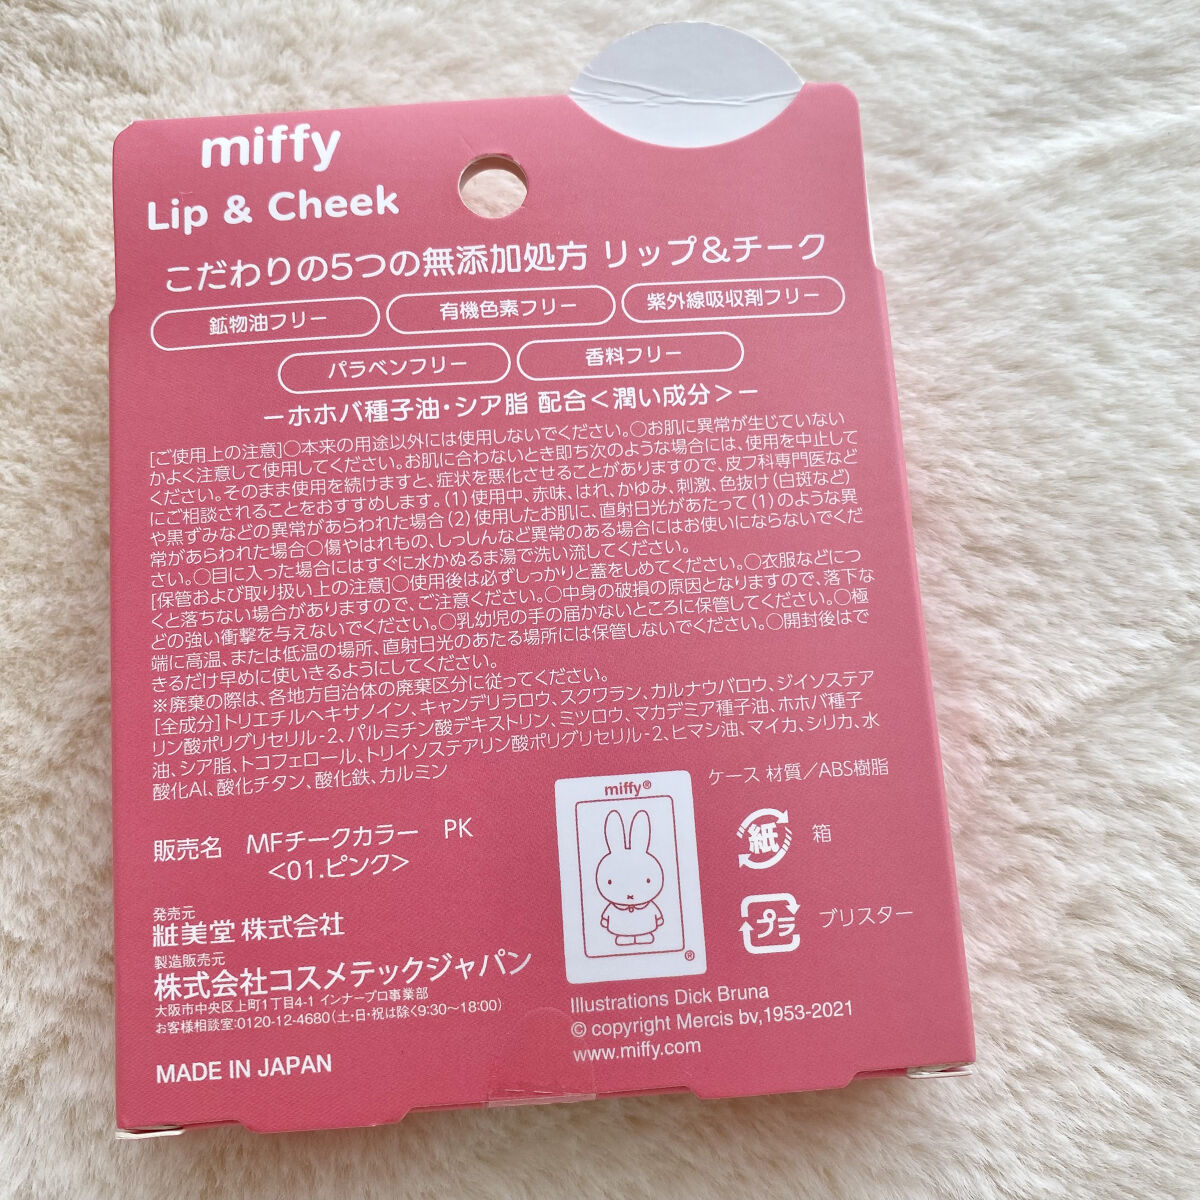 miffy
Lip & Cheek
こだわりの5つの無添加処方 リップ&チーク
鉱物油フリー
有機色素フリー
紫外線吸収剤フリー
パラベンフリー
香料フリー
ーホホバ種子油・シア脂 配合<潤い成分>ー
[ご使用上の注意]○本来の用途以外には使用しないでください。○お肌に異常が生じていない
かよく注意して使用してください。お肌に合わないとき即ち次のような場合には、使用を中止して
ください。そのまま使用を続けますと、症状を悪化させることがありますので、皮フ科専門医など
にご相談されることをおすすめします。(1)使用中、赤味、はれ、かゆみ、刺激、色抜け(白斑など)
や黒ずみなどの異常があらわれた場合(2)使用したお肌に、直射日光があたって(1)のような異
常があらわれた場合○傷やはれもの、しっしんなど異常のある場合にはお使いにならないでくだ
さい。○目に入った場合にはすぐに水かぬるま湯で洗い流してください。
[保管および取り扱い上の注意]○使用後は必ずしっかりと蓋をしめてください。○衣服などにつ
くと落ちない場合がありますので、ご注意ください。○中身の破損の原因となりますので、落下な
どの強い衝撃を与えないでください。○乳幼児の手の届かないところに保管してください。○極
端に高温、または低温の場所、直射日光のあたる場所には保管しないでください。○開封後はで
きるだけ早めに使いきるようにしてください。
※廃棄の際は、各地方自治体の廃棄区分に従ってください。
[全成分]トリエチルヘキサノイン、キャンデリラロウ、スクワラン、カルナウバロウ、ジイソステア
リン酸ポリグリセリル-2、パルミチン酸デキストリン、ミツロウ、マカデミア種子油、ホホバ種子
油、シア脂、トコフェロール、トリイソステアリン酸ポリグリセリル-2、ヒマシ油、マイカ、シリカ、水
酸化Al、酸化チタン、酸化鉄、カルミン
ケース 材質/ABS樹脂
miffy®
販売名 MFチークカラー PK
<01.ピンク>
紙 箱
プラ ブリスター
®
発売元
粧美堂 株式会社
製造販売元
株式会社コスメテックジャパン
大阪市中央区上町1丁目4-1 インナープロ事業部
お客様相談室:0120-12-4680(土・日・祝は除く9:30〜18:00)
Illustrations Dick Bruna
© copyright Mercis bv,1953-2021
www.miffy.com
MADE IN JAPAN